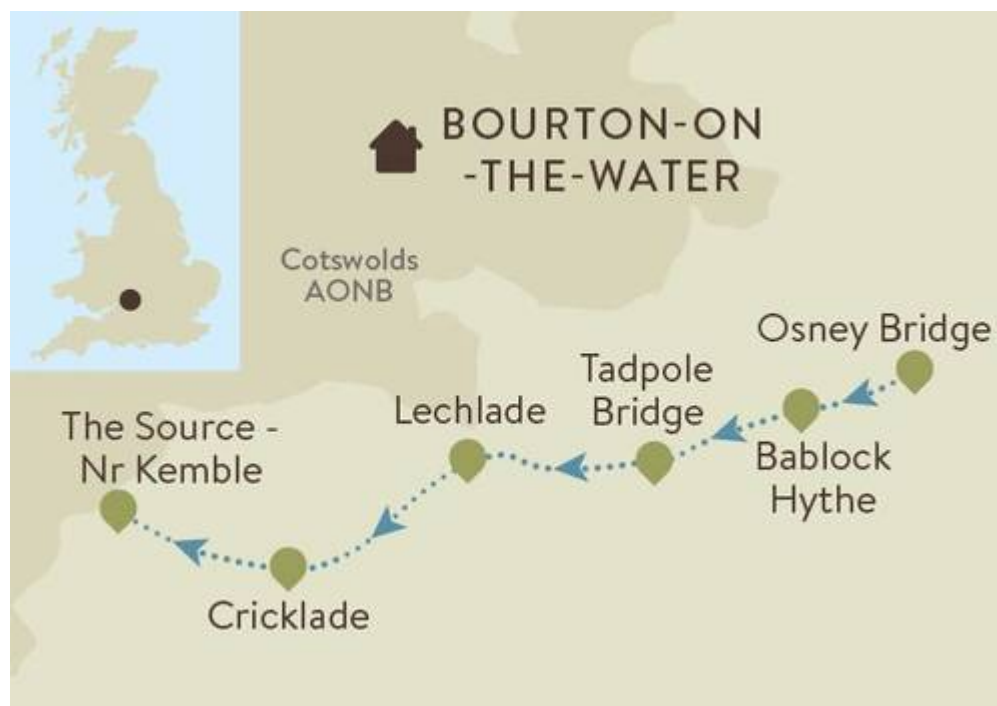 BOURTON-ON
-THE-WATER
Cotswolds
AONB
Osney Bridge
Tadpole
Bridge
Lechlade
The Source -
Nr Kemble
Bablock
Hythe
Cricklade